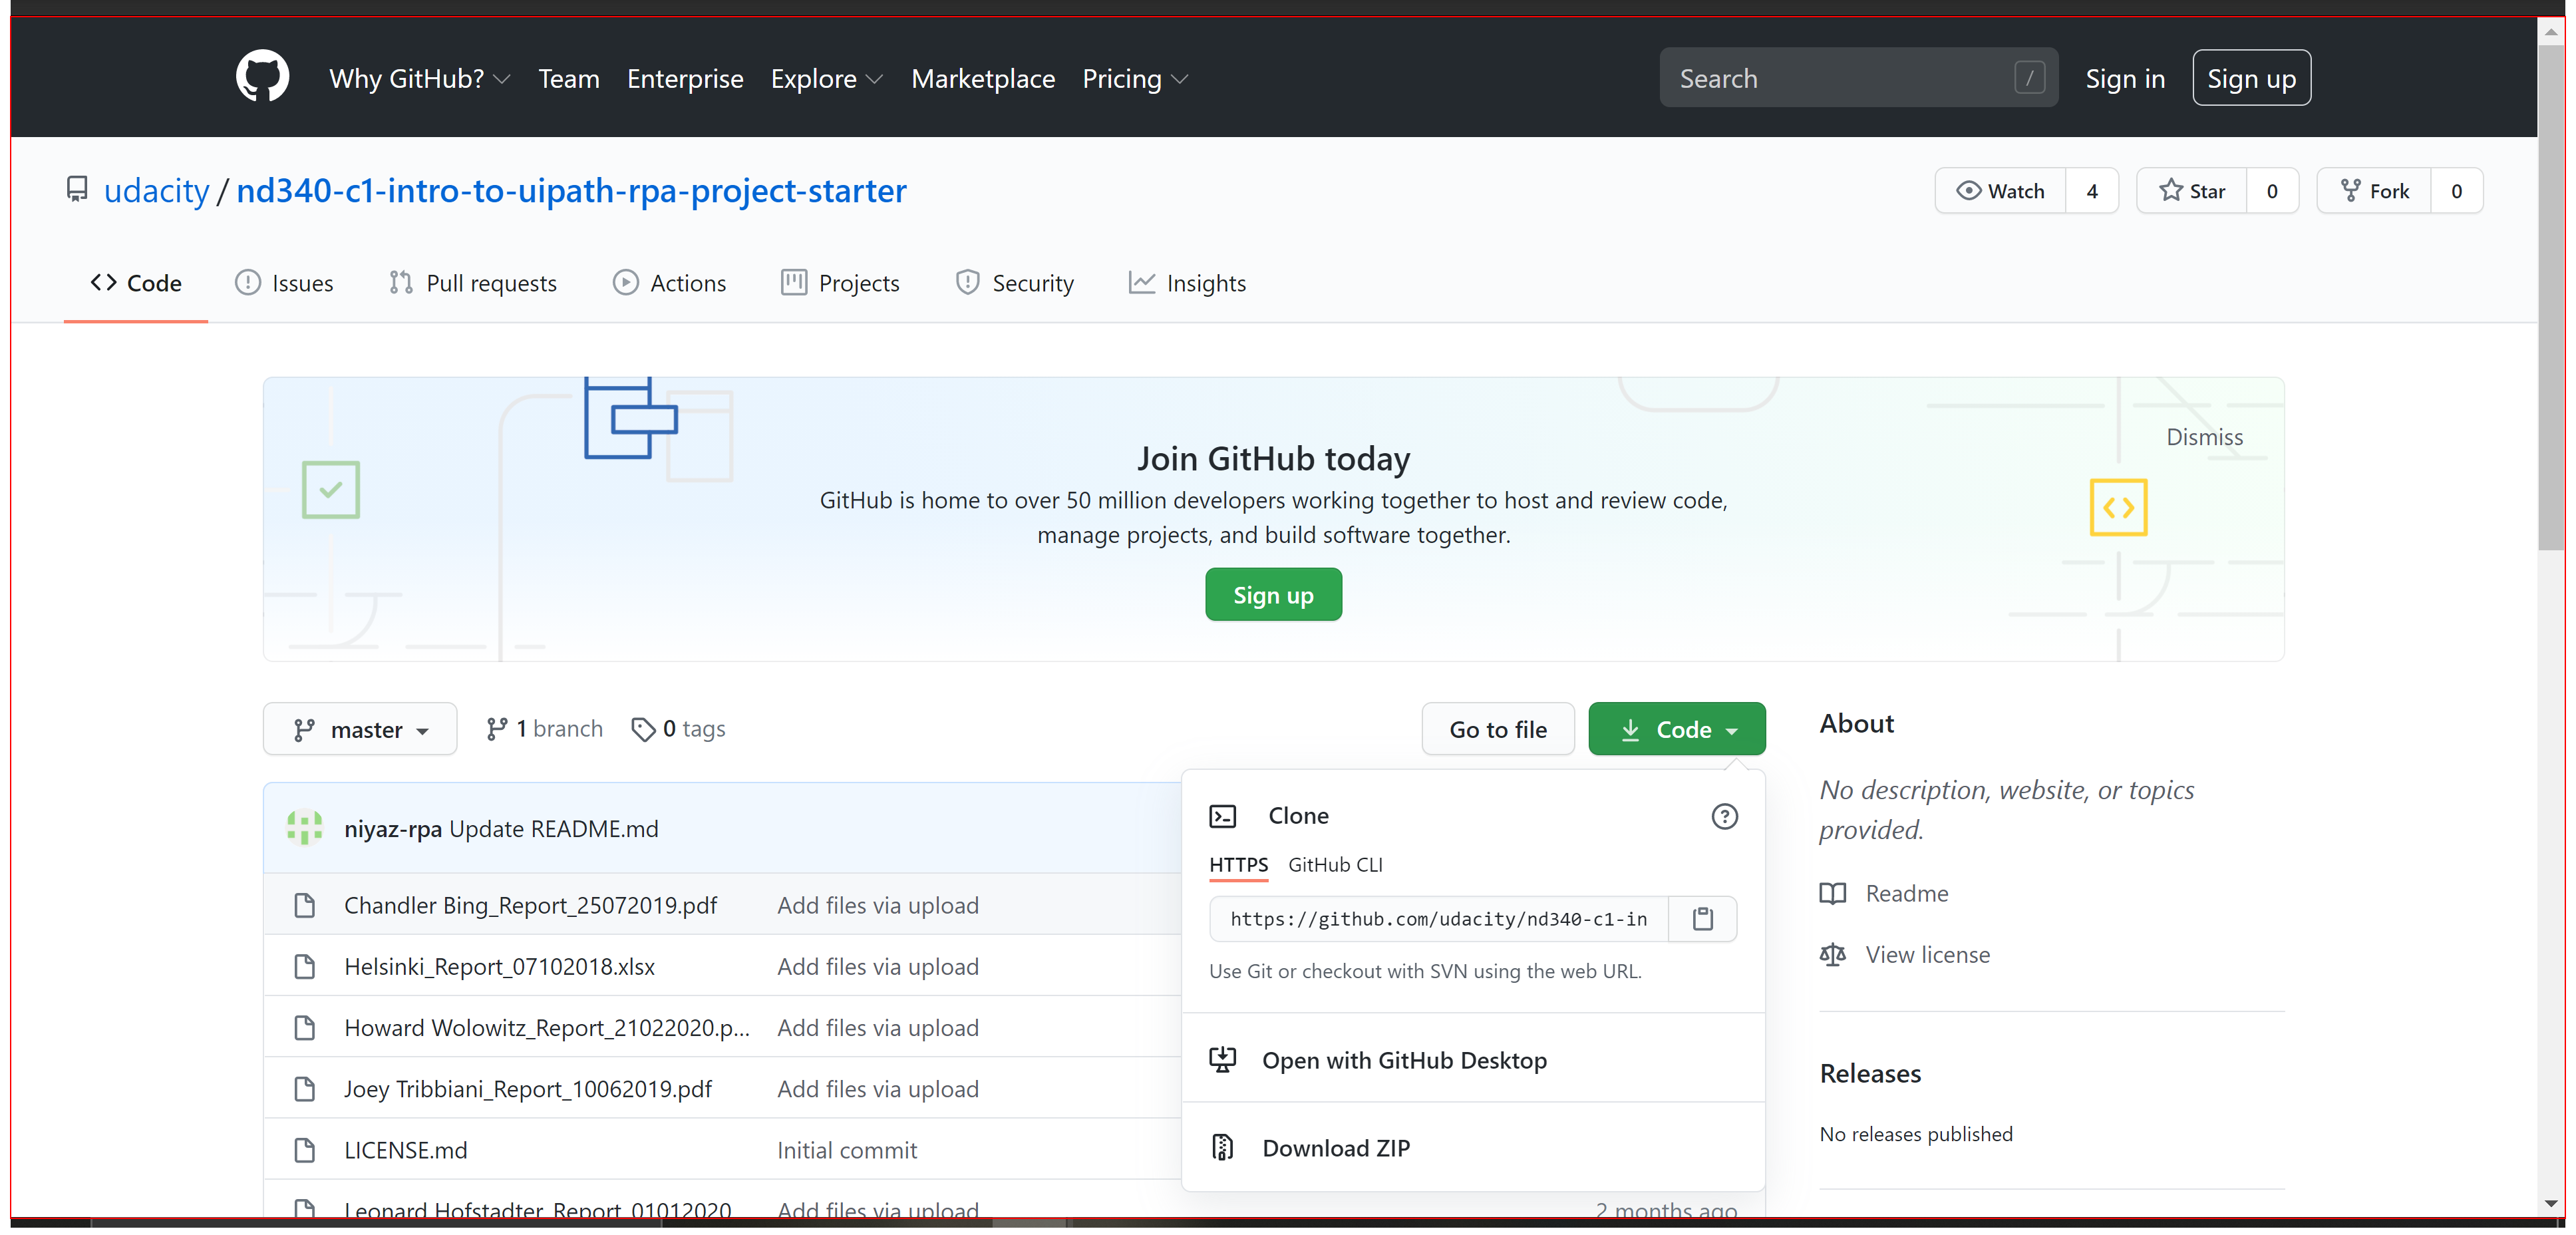 Why GitHub? Team Enterprise Explore Marketplace Pricing Search / Sign in Sign up
udacity / nd340-c1-intro-to-uipath-rpa-project-starter Watch 4 Star 0 Fork 0
Code Issues Pull requests Actions Projects Security Insights
Dismiss
Join GitHub today
GitHub is home to over 50 million developers working together to host and review code,
manage projects, and build software together.
Sign up
master 1 branch 0 tags Go to file Code
niyaz-rpa Update README.md
Chandler Bing_Report_25072019.pdf Add files via upload
Helsinki_Report_07102018.xlsx Add files via upload
Howard Wolowitz_Report_21022020.p... Add files via upload
Joey Tribbiani_Report_10062019.pdf Add files via upload
LICENSE.md Initial commit
Leonard Hofstadter_Report_01012020 Add files via upload 2 months ago
Clone
HTTPS GitHub CLI
https://github.com/udacity/nd340-c1-in
Use Git or checkout with SVN using the web URL.
Open with GitHub Desktop
Download ZIP
About
No description, website, or topics
provided.
Readme
View license
Releases
No releases published